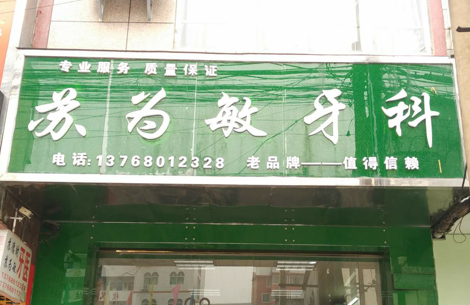 专业服务 质量保证
苏为敏牙科
电话:13768012328 老品牌——值得信赖